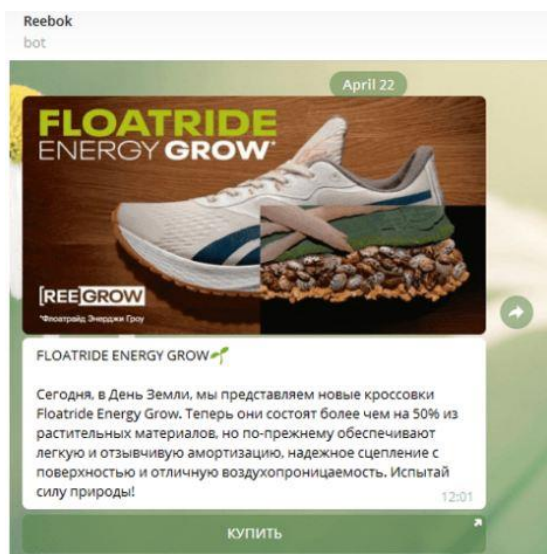 Reebok
bot
April 22
FLOATRIDE
ENERGY GROW*
[REE]GROW
*Флоатрайд Энерджи Гроу
FLOATRIDE ENERGY GROW🌱
Сегодня, в День Земли, мы представляем новые кроссовки
Floatride Energy Grow. Теперь они состоят более чем на 50% из
растительных материалов, но по-прежнему обеспечивают
легкую и отзывчивую амортизацию, надежное сцепление с
поверхностью и отличную воздухопроницаемость. Испытай
силу природы!
12:01
КУПИТЬ